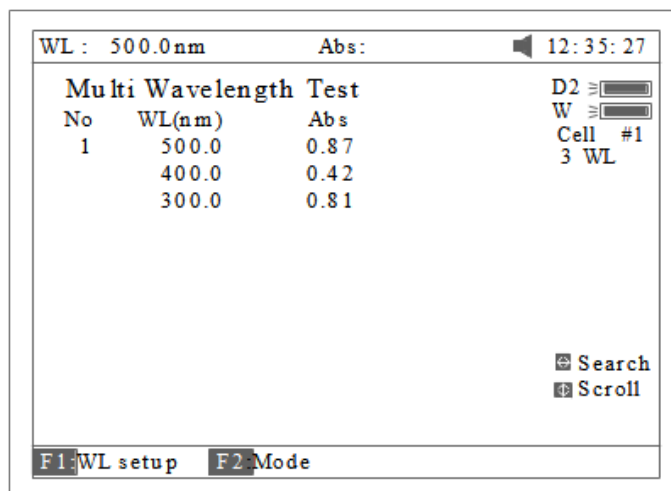 WL: 500.0nm Abs: 12:35:27
Multi Wavelength Test
No WL(nm) Abs
1 500.0 0.87
400.0 0.42
300.0 0.81
D2
W
Cell #1
3 WL
Search
Scroll
F1:WL setup F2:Mode